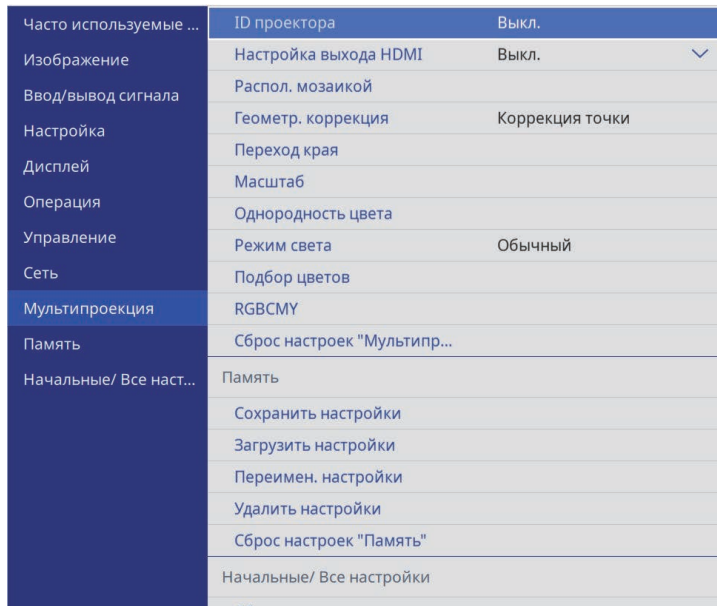 Часто используемые ...
Изображение
Ввод/вывод сигнала
Настройка
Дисплей
Операция
Управление
Сеть
Мультипроекция
Память
Начальные/ Все наст...
ID проектора Выкл.
Настройка выхода HDMI Выкл.
Распол. мозаикой
Геометр. коррекция Коррекция точки
Переход края
Масштаб
Однородность цвета
Режим света Обычный
Подбор цветов
RGBCMY
Сброс настроек "Мультипр...
Память
Сохранить настройки
Загрузить настройки
Переимен. настройки
Удалить настройки
Сброс настроек "Память"
Начальные/ Все настройки